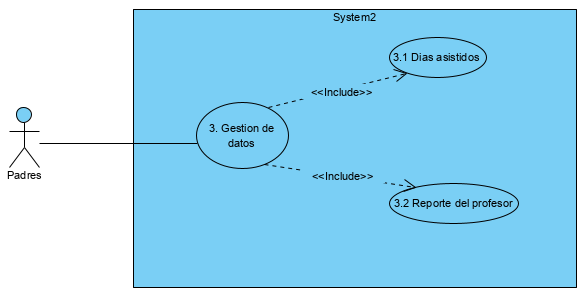 System2
3.1 Dias asistidos
<<Include>>
3. Gestion de
datos
Padres
<<Include>>
3.2 Reporte del profesor